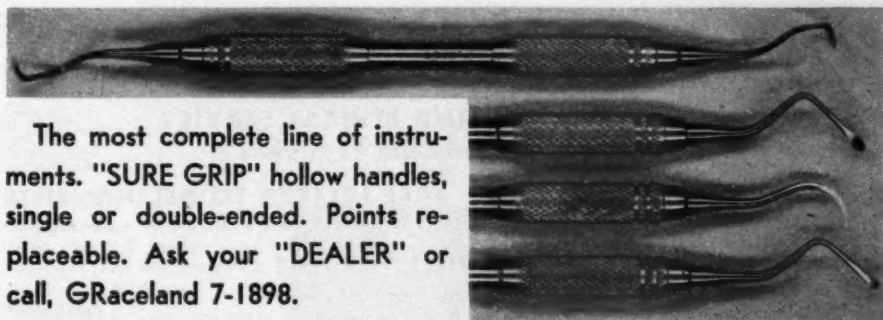 The most complete line of instru-
ments. "SURE GRIP" hollow handles,
single or double-ended. Points re-
placeable. Ask your "DEALER" or
call, GRaceland 7-1898.